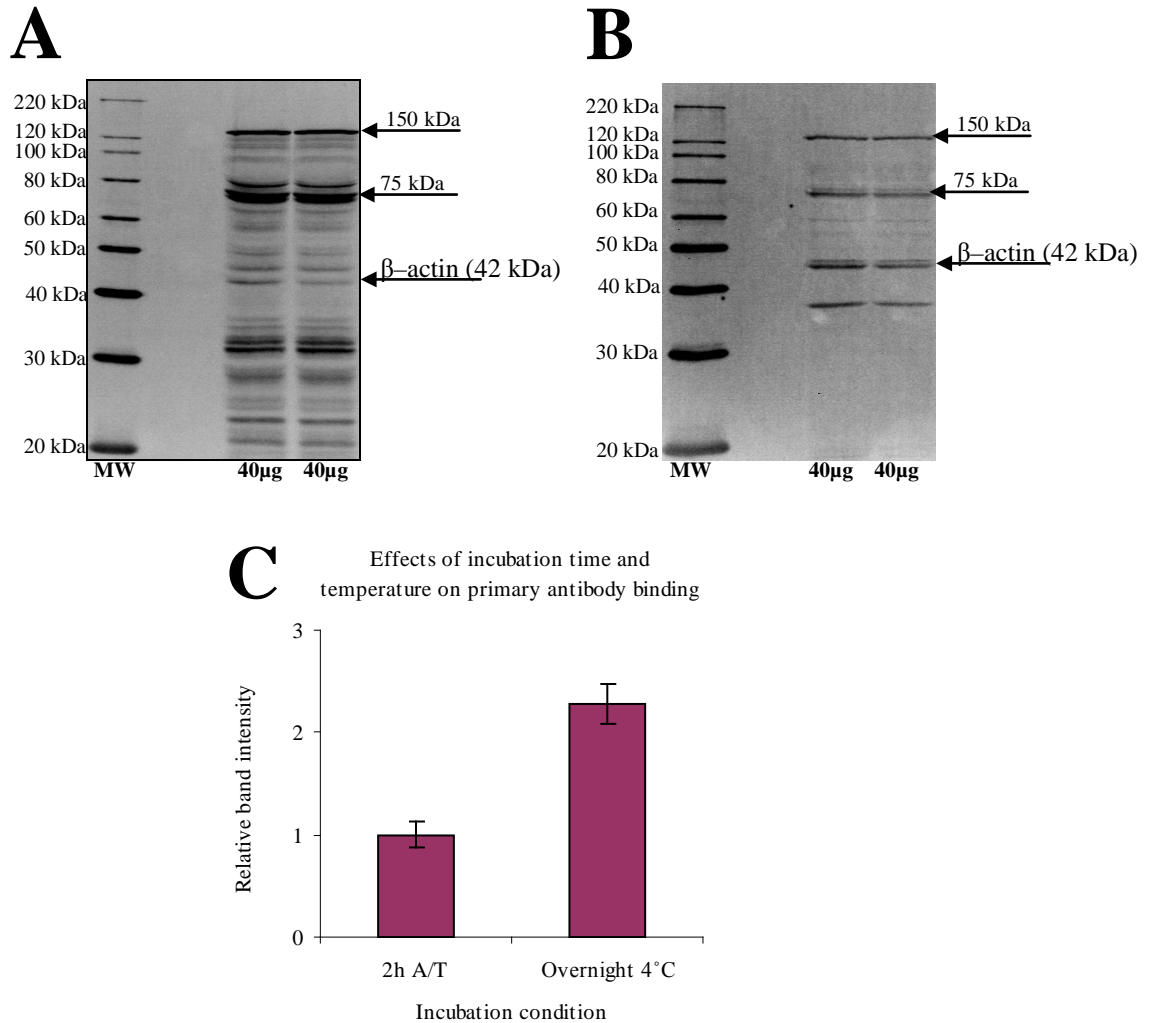 A
220 kDa
120 kDa
100 kDa
80 kDa
60 kDa
50 kDa
40 kDa
30 kDa
20 kDa
150 kDa
75 kDa
β–actin (42 kDa)
MW 40µg 40µg
B
220 kDa
120 kDa
100 kDa
80 kDa
60 kDa
50 kDa
40 kDa
30 kDa
20 kDa
150 kDa
75 kDa
β–actin (42 kDa)
MW 40µg 40µg
C
Effects of incubation time and
temperature on primary antibody binding
Relative band intensity
3
2
1
0
2h A/T Overnight 4˚C
Incubation condition